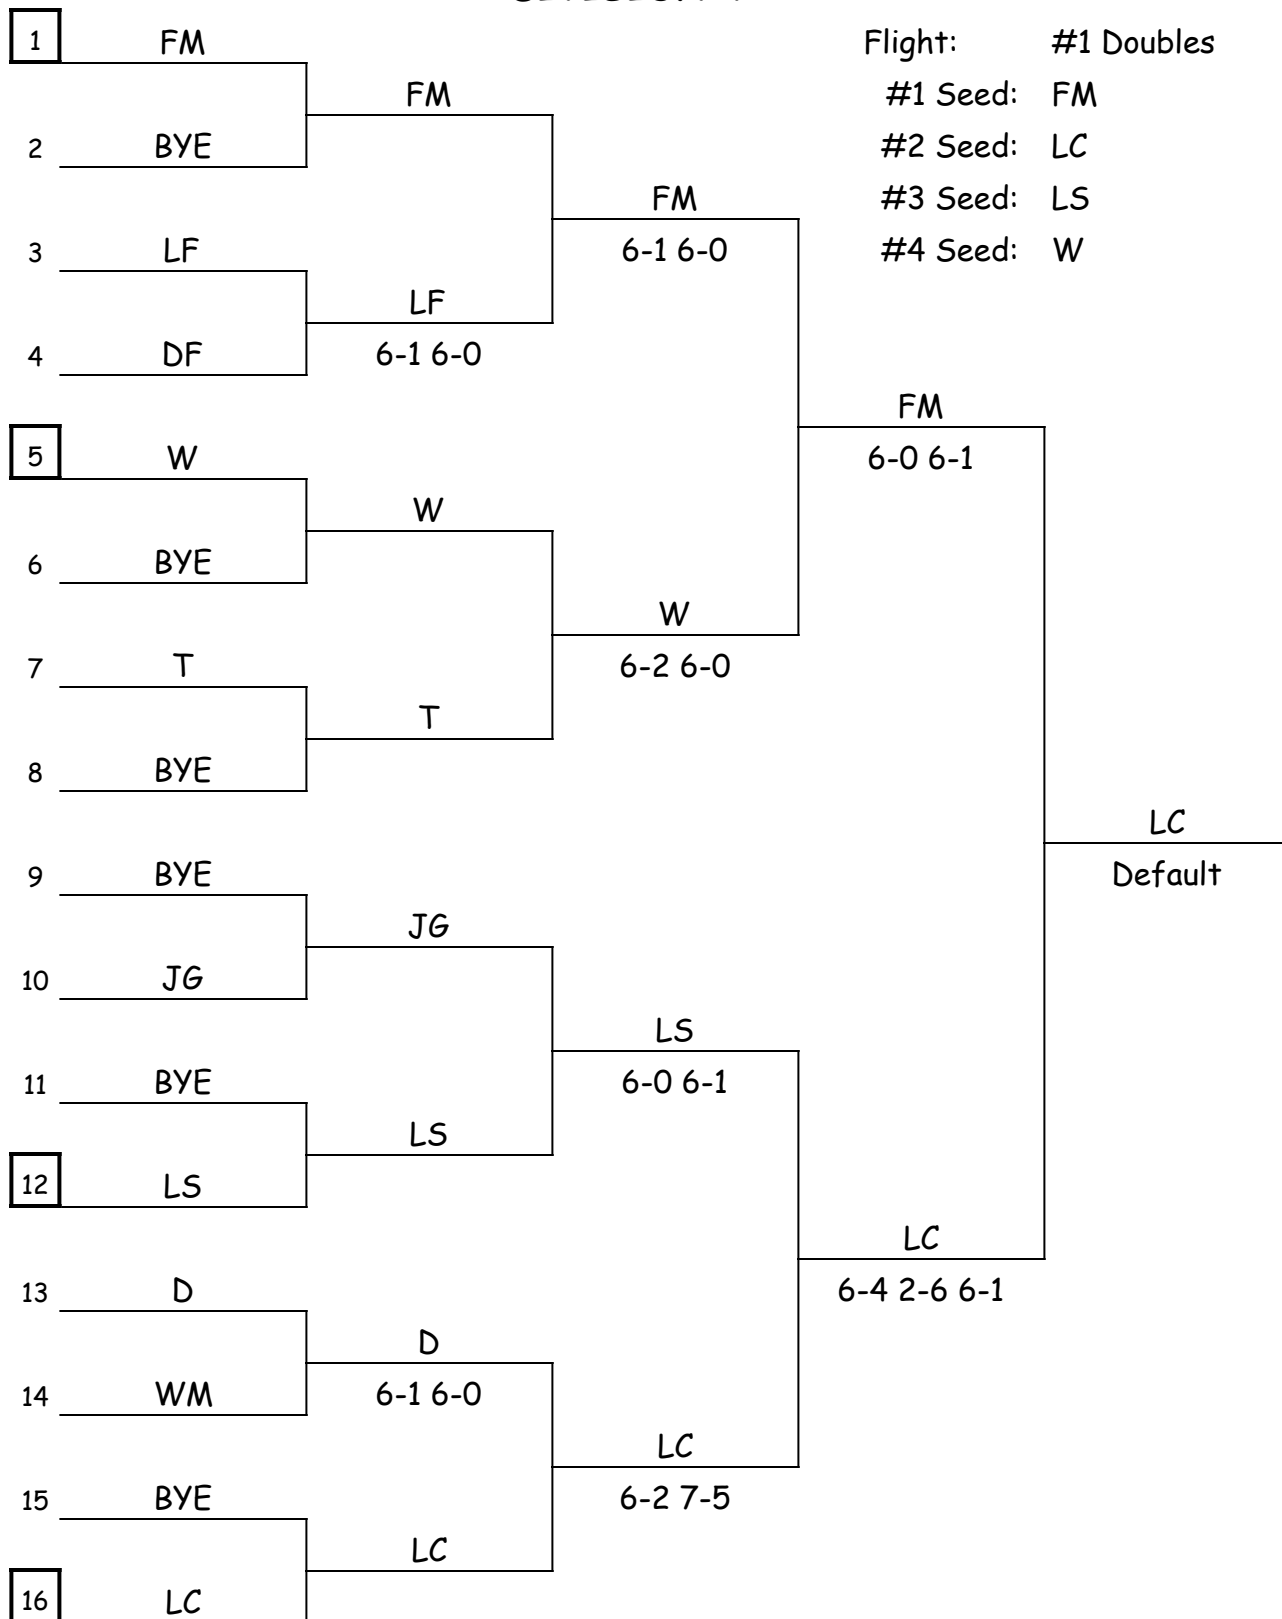 1 FM
Flight: #1 Doubles
FM
#1 Seed: FM
2 BYE
#2 Seed: LC
FM
#3 Seed: LS
3 LF
6-1 6-0
#4 Seed: W
LF
4 DF
6-1 6-0
FM
5 W
6-0 6-1
W
6 BYE
W
7 T
6-2 6-0
T
8 BYE
LC
9 BYE
Default
JG
10 JG
LS
11 BYE
6-0 6-1
LS
12 LS
LC
13 D
6-4 2-6 6-1
D
14 WM
6-1 6-0
LC
15 BYE
6-2 7-5
LC
16 LC